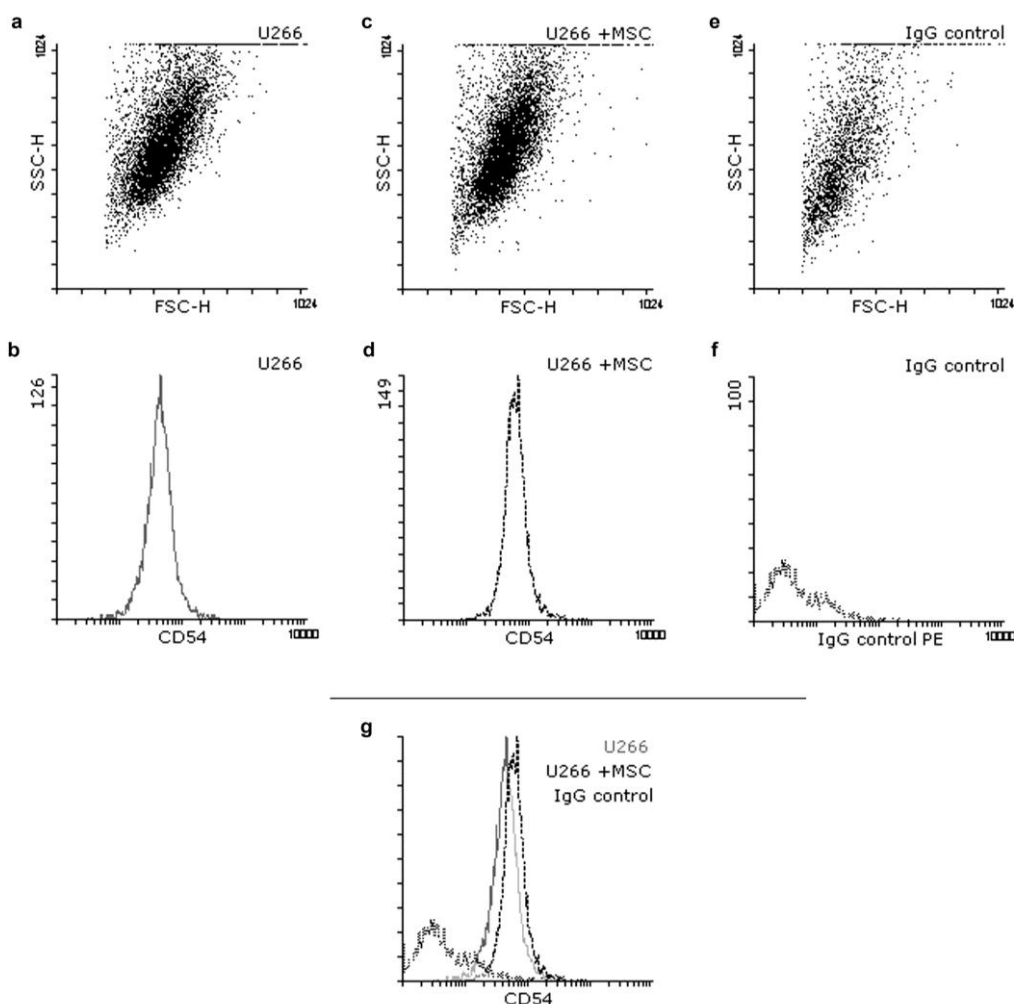 a
U266
1024
SSC-H
FSC-H
1024
c
U266 +MSC
1024
SSC-H
FSC-H
1024
e
IgG control
1024
SSC-H
FSC-H
1024
b
U266
126
CD54
10000
d
U266 +MSC
149
CD54
10000
f
IgG control
100
IgG control PE
10000
g
U266
U266 +MSC
IgG control
CD54